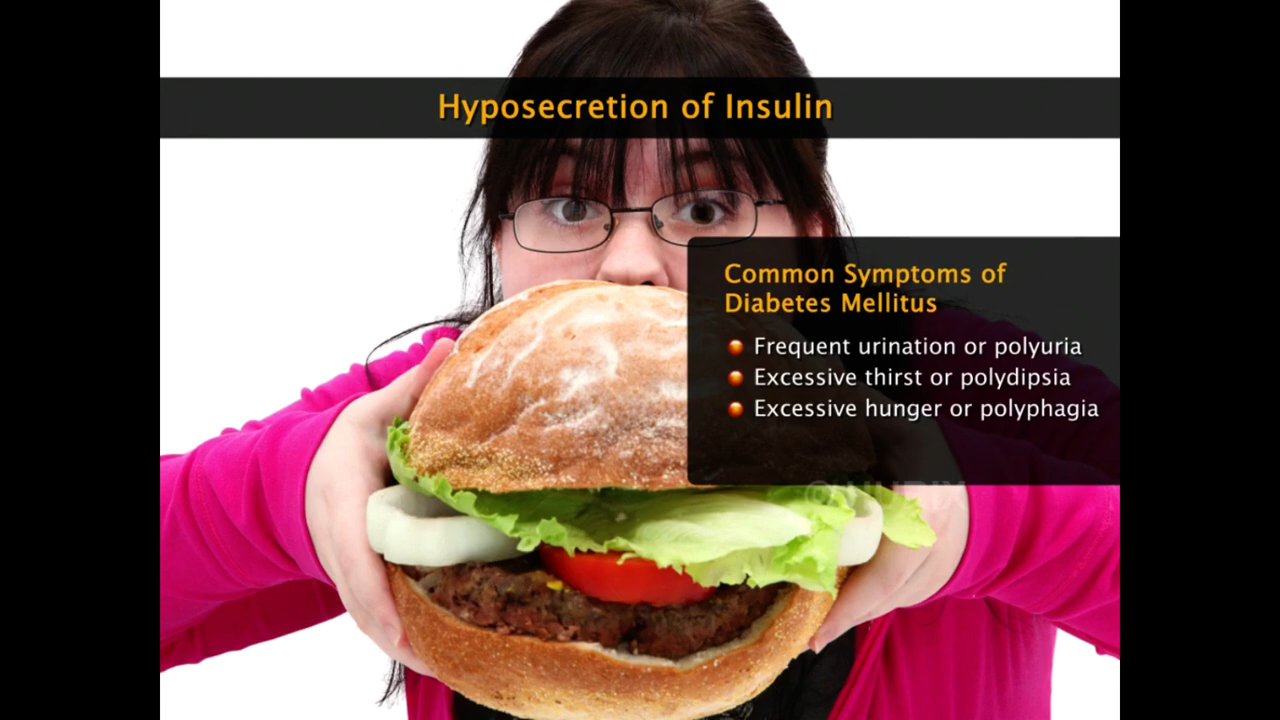 Hyposecretion of Insulin
Common Symptoms of
Diabetes Mellitus
Frequent urination or polyuria
Excessive thirst or polydipsia
Excessive hunger or polyphagia